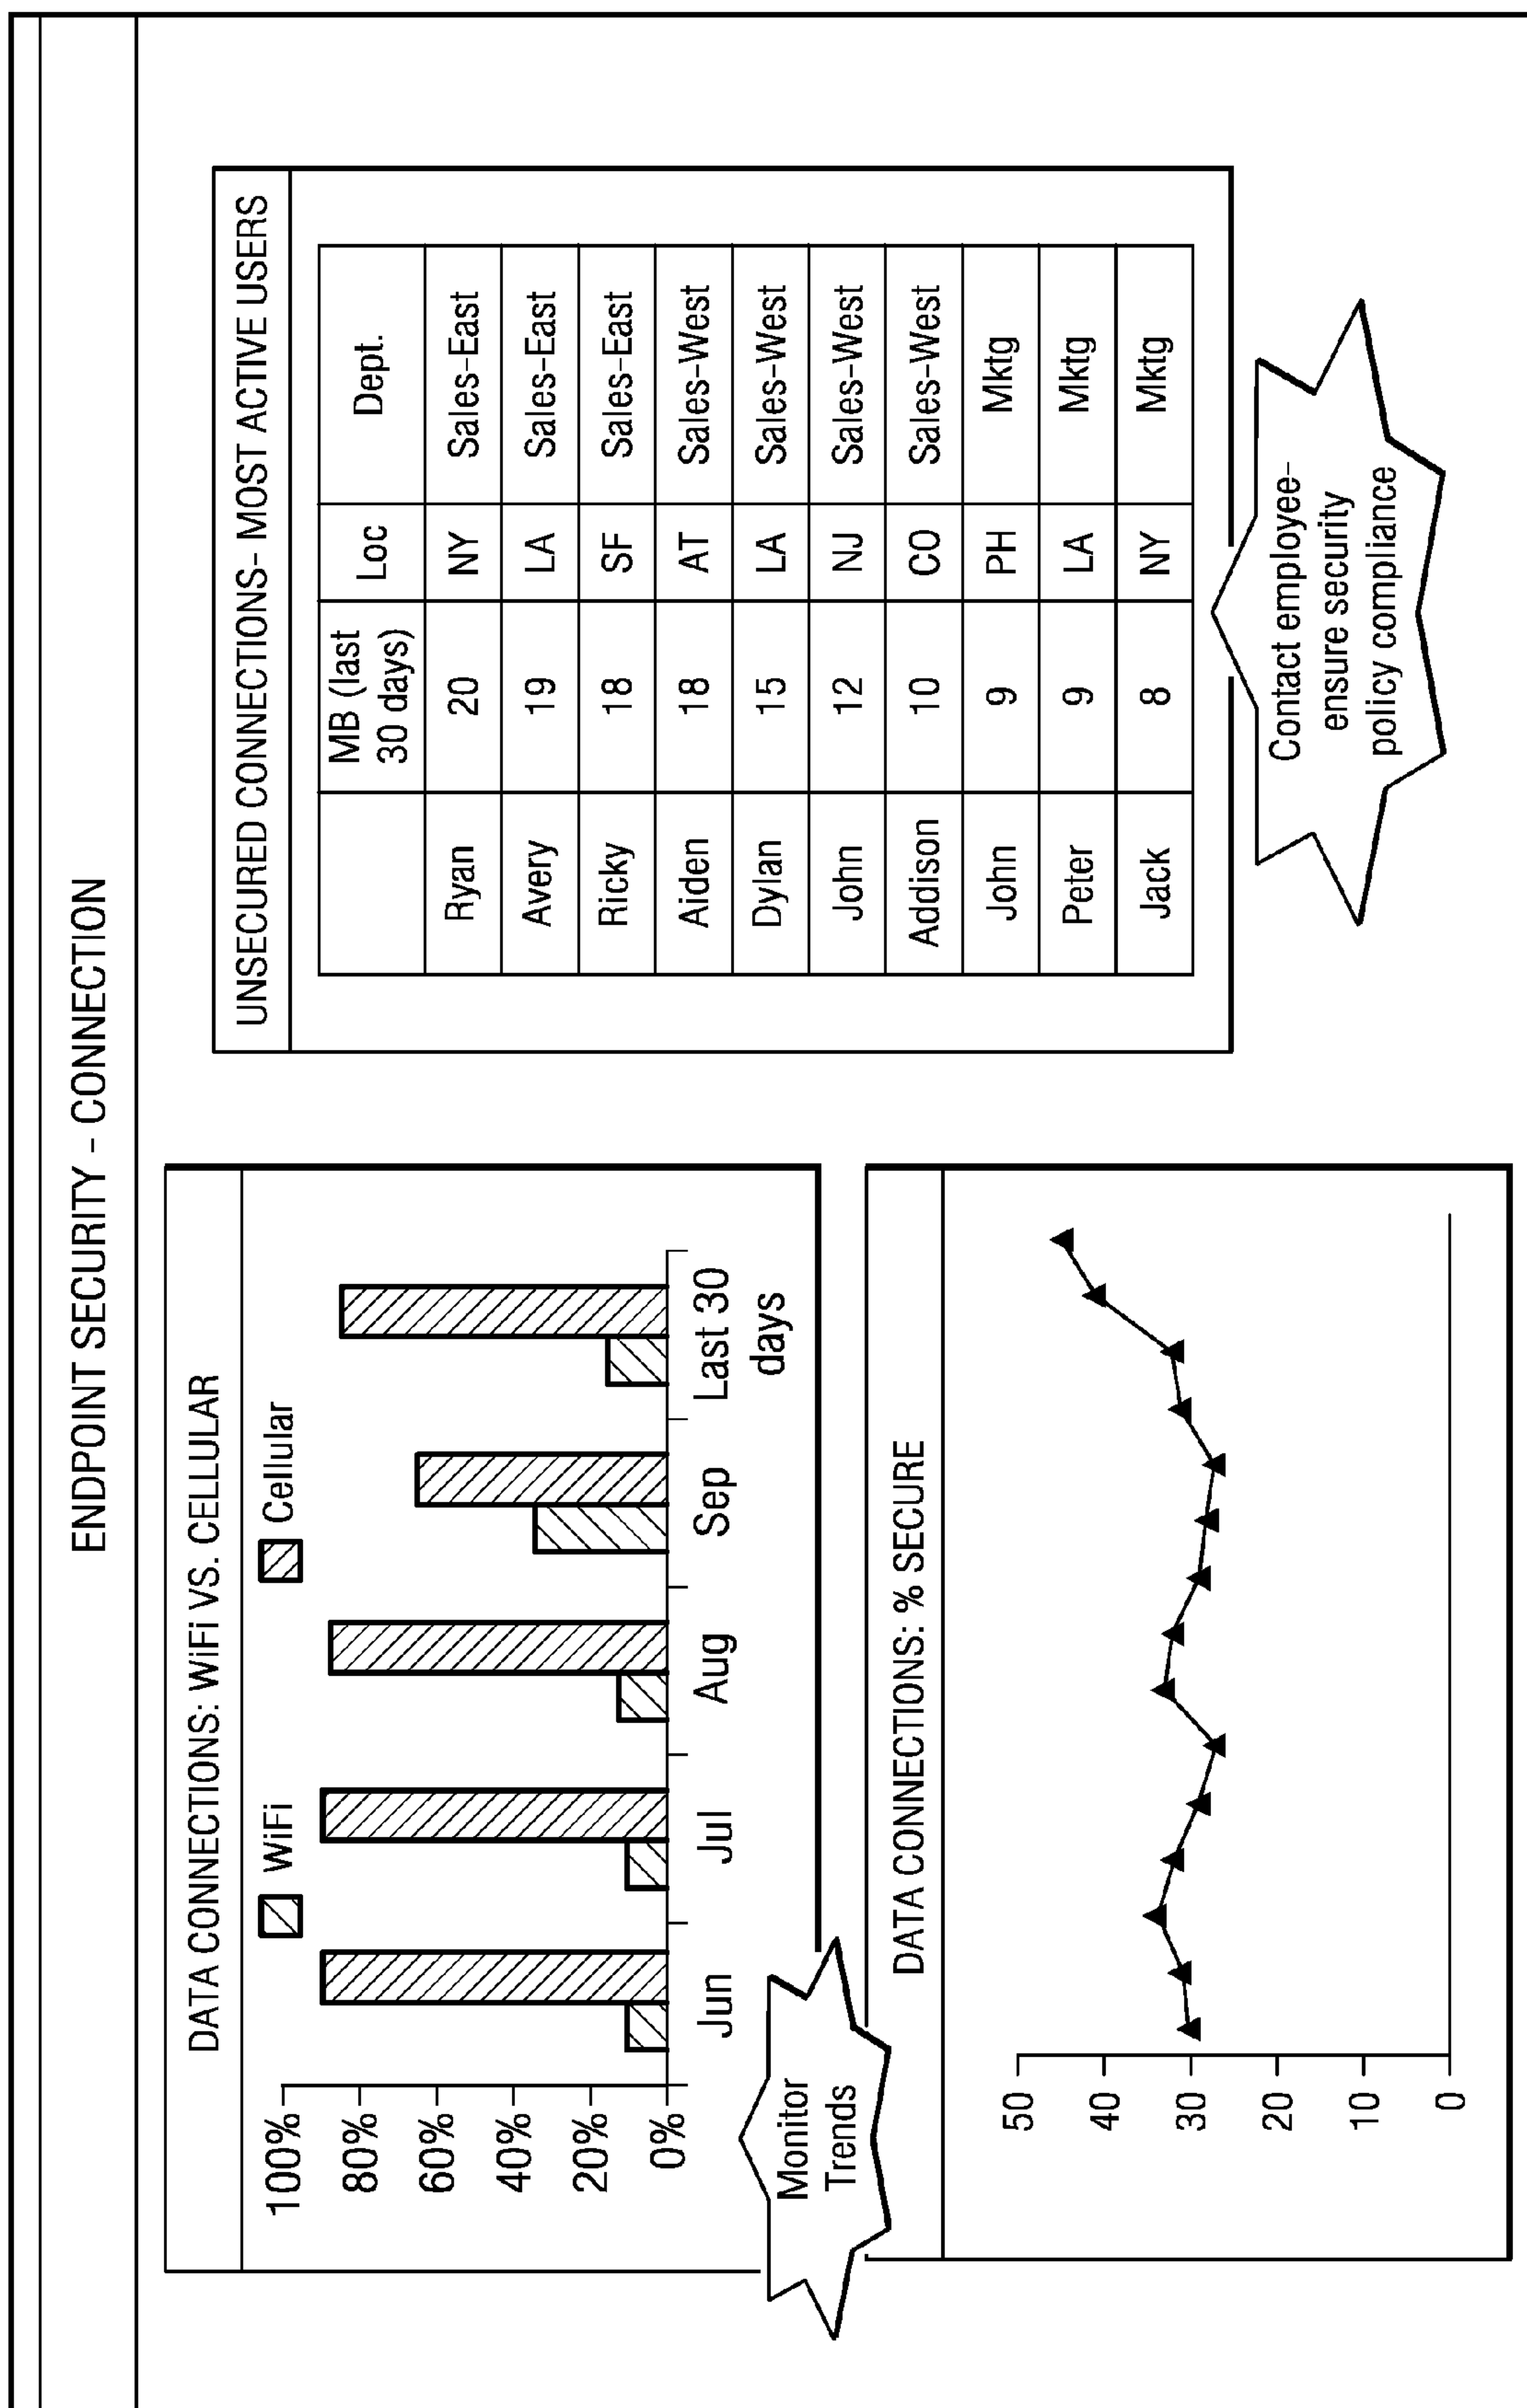 ENDPOINT SECURITY - CONNECTION
DATA CONNECTIONS: WiFi VS. CELLULAR
WiFi
Cellular
100%
80%
60%
40%
20%
0%
Jun
Jul
Aug
Sep
Last 30
days
Monitor
Trends
DATA CONNECTIONS: % SECURE
50
40
30
20
10
0
UNSECURED CONNECTIONS- MOST ACTIVE USERS
MB (last
30 days) Loc Dept.
Ryan 20 NY Sales-East
Avery 19 LA Sales-East
Ricky 18 SF Sales-East
Aiden 18 AT Sales-West
Dylan 15 LA Sales-West
John 12 NJ Sales-West
Addison 10 CO Sales-West
John 9 PH Mktg
Peter 9 LA Mktg
Jack 8 NY Mktg
Contact employee-
ensure security
policy compliance